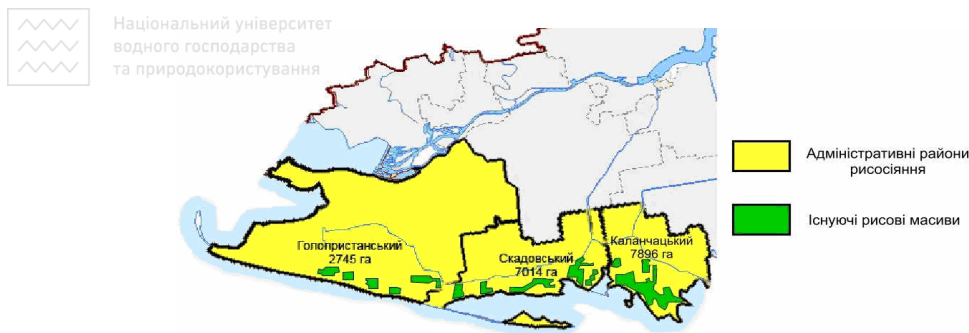 Національний університет
водного господарства
та природокористування
Адміністративні райони
рисосіяння
Існуючі рисові масиви
Голопристанський
2745 га
Скадовський
7014 га
Каланчацький
7896 га